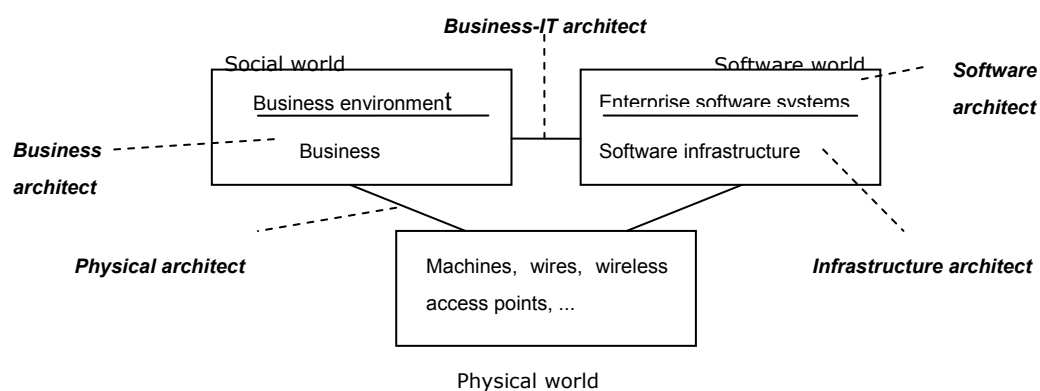 Business-IT architect
Social world
Software world
Business environment
Enterprise software systems
Software
architect
Business
architect
Business
Software infrastructure
Physical architect
Machines, wires, wireless
access points, ...
Infrastructure architect
Physical world